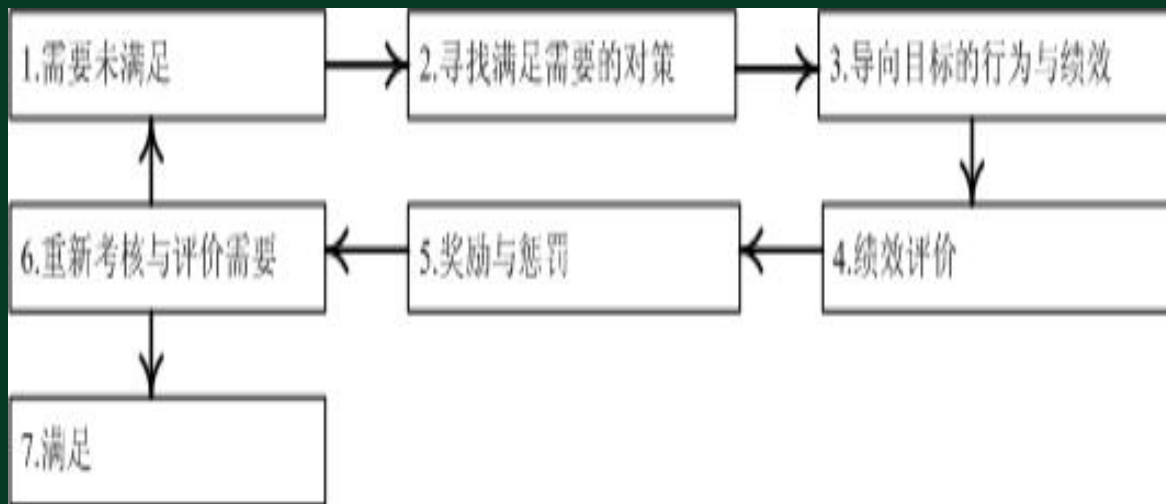 1.需要未满足
2.寻找满足需要的对策
3.导向目标的行为与绩效
6.重新考核与评价需要
5.奖励与惩罚
4.绩效评价
7.满足